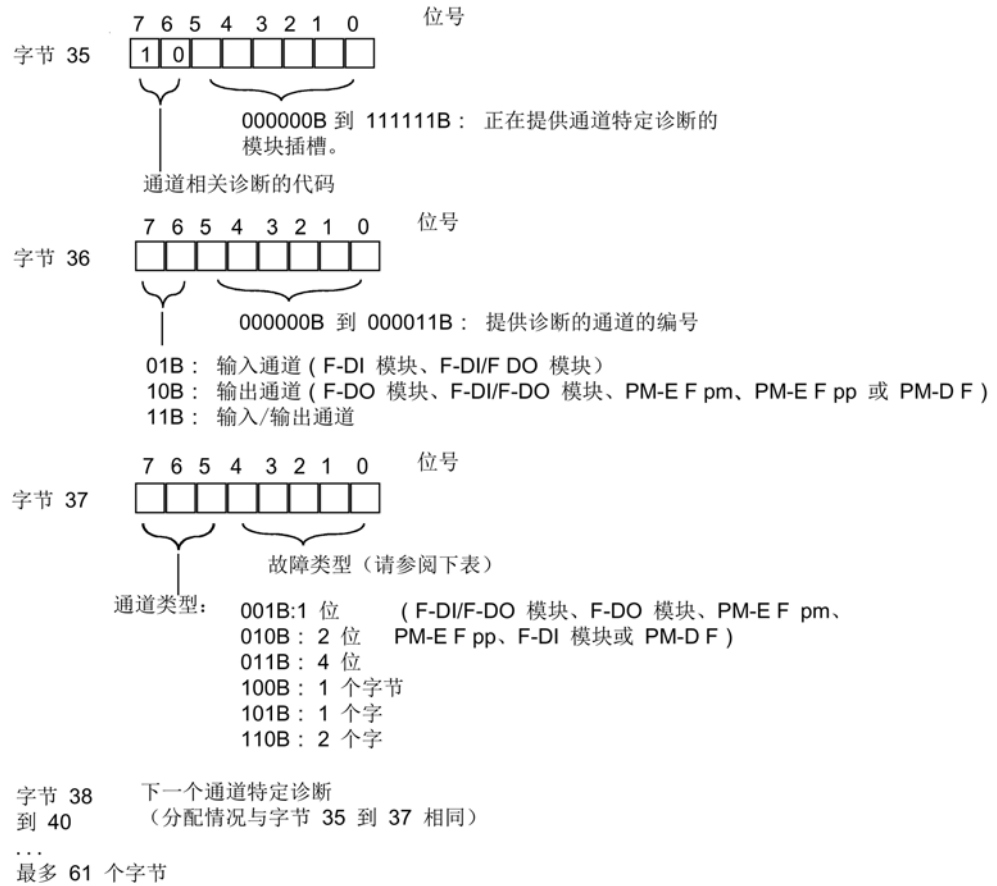 7 6 5 4 3 2 1 0 位号
字节 35 1 0
000000B 到 111111B： 正在提供通道特定诊断的
模块插槽。
通道相关诊断的代码
7 6 5 4 3 2 1 0 位号
字节 36
000000B 到 000011B： 提供诊断的通道的编号
01B： 输入通道（F-DI 模块、F-DI/F DO 模块）
10B： 输出通道（F-DO 模块、F-DI/F-DO 模块、PM-E F pm、PM-E F pp 或 PM-D F）
11B： 输入/输出通道
7 6 5 4 3 2 1 0 位号
字节 37
故障类型（请参阅下表）
通道类型： 001B:1 位 （F-DI/F-DO 模块、F-DO 模块、PM-E F pm、
010B：2 位 PM-E F pp、F-DI 模块或 PM-D F）
011B：4 位
100B：1 个字节
101B：1 个字
110B：2 个字
字节 38 下一个通道特定诊断
到 40 （分配情况与字节 35 到 37 相同）
...
最多 61 个字节